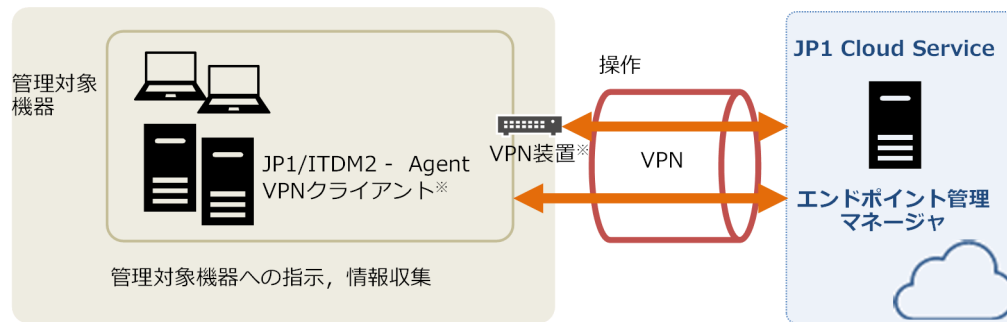 管理対象
機器
JP1/ITDM2 - Agent
VPNクライアント※
VPN装置※
管理対象機器への指示，情報収集
操作
VPN
JP1 Cloud Service
エンドポイント管理
マネージャ